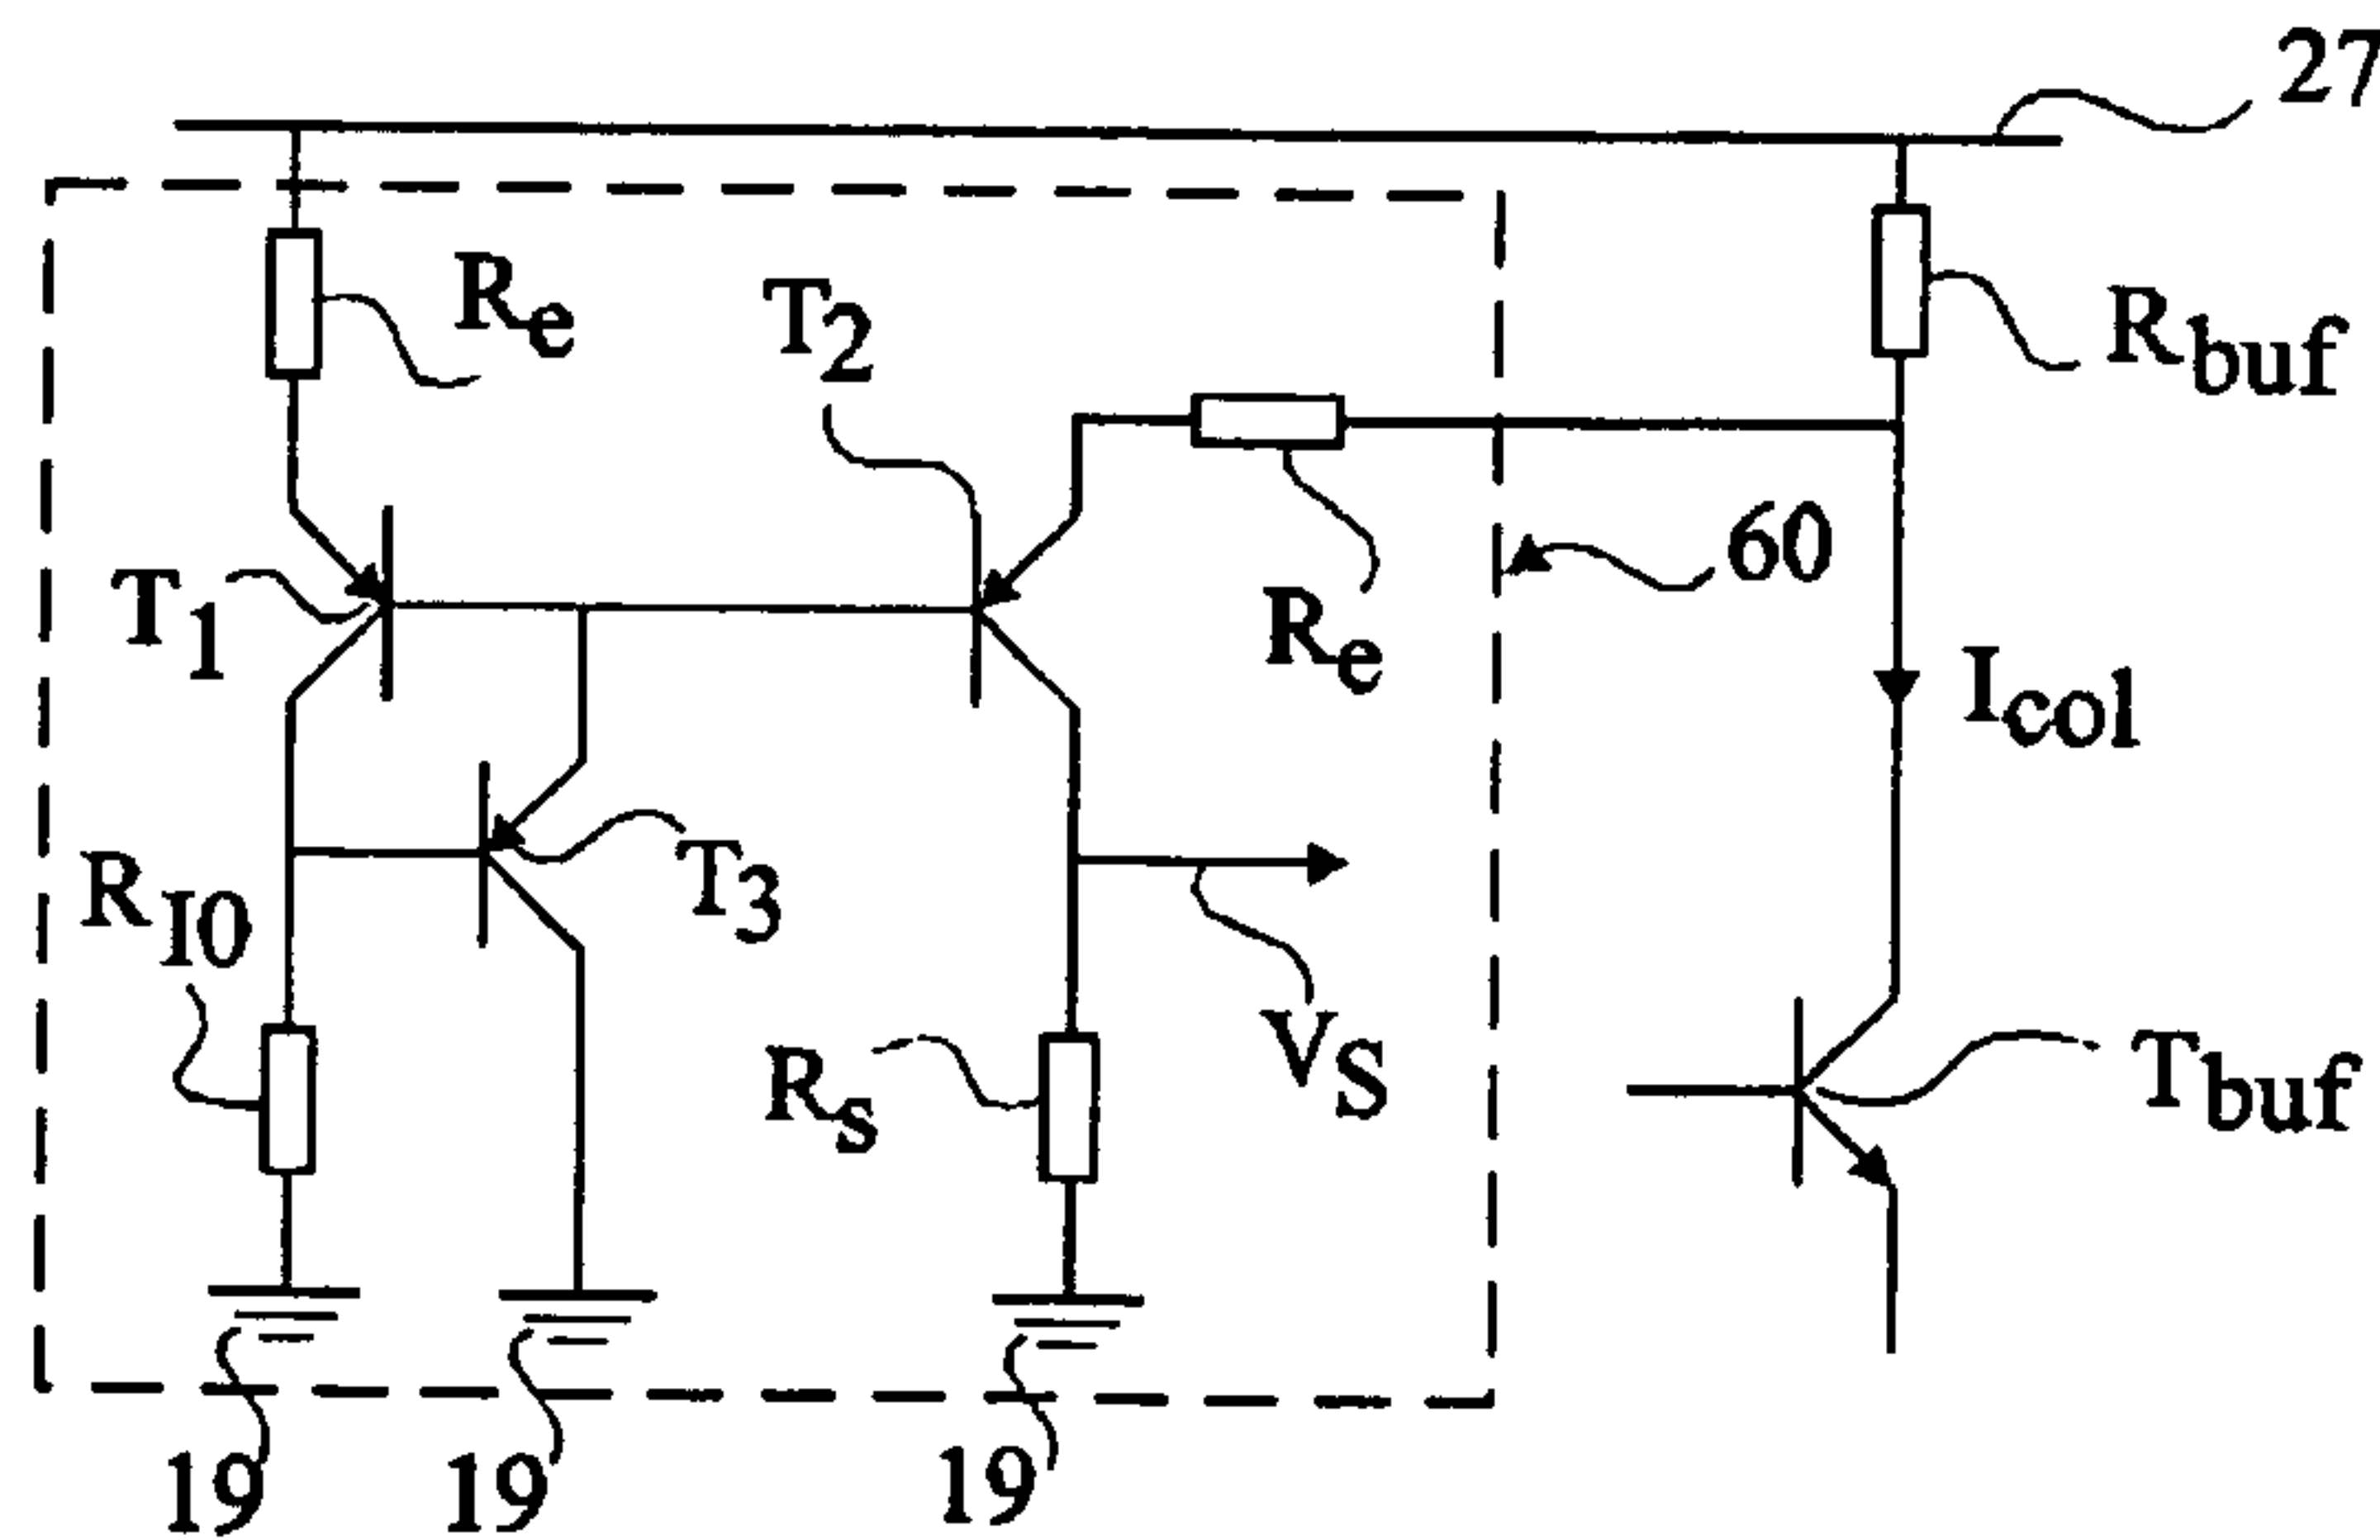 27
Re
T2
Rbuf
60
T1
Re
Icol
RI0
T3
Rs
VS
Tbuf
19 19 19